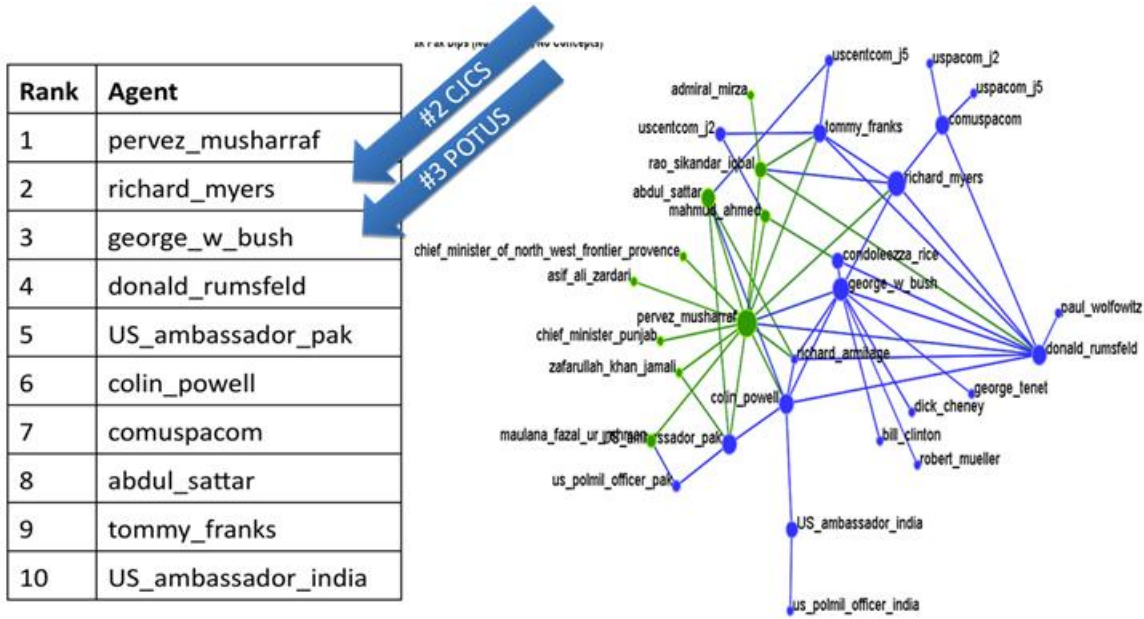 #2 CJCS
#3 POTUS
Rank Agent
1 pervez_musharraf
2 richard_myers
3 george_w_bush
4 donald_rumsfeld
5 US_ambassador_pak
6 colin_powell
7 comuspacom
8 abdul_sattar
9 tommy_franks
10 US_ambassador_india
uscentcom_j5
uspacom_j2
admiral_mirza
uspacom_j5
uscentcom_j2
tommy_franks
comuspacom
rao_sikandar_iqbal
richard_myers
abdul_sattar
mahmud_ahmed
chief_minister_of_north_west_frontier_provence
condoleezza_rice
asif_ali_zardari
george_w_bush
pervez_musharraf
paul_wolfowitz
chief_minister_punjab
donald_rumsfeld
richard_armitage
zafarullah_khan_jamali
george_tenet
colin_powell
dick_cheney
maulana_fazal_ur_rehman
US_ambassador_pak
bill_clinton
robert_mueller
us_polmil_officer_pak
US_ambassador_india
us_polmil_officer_india